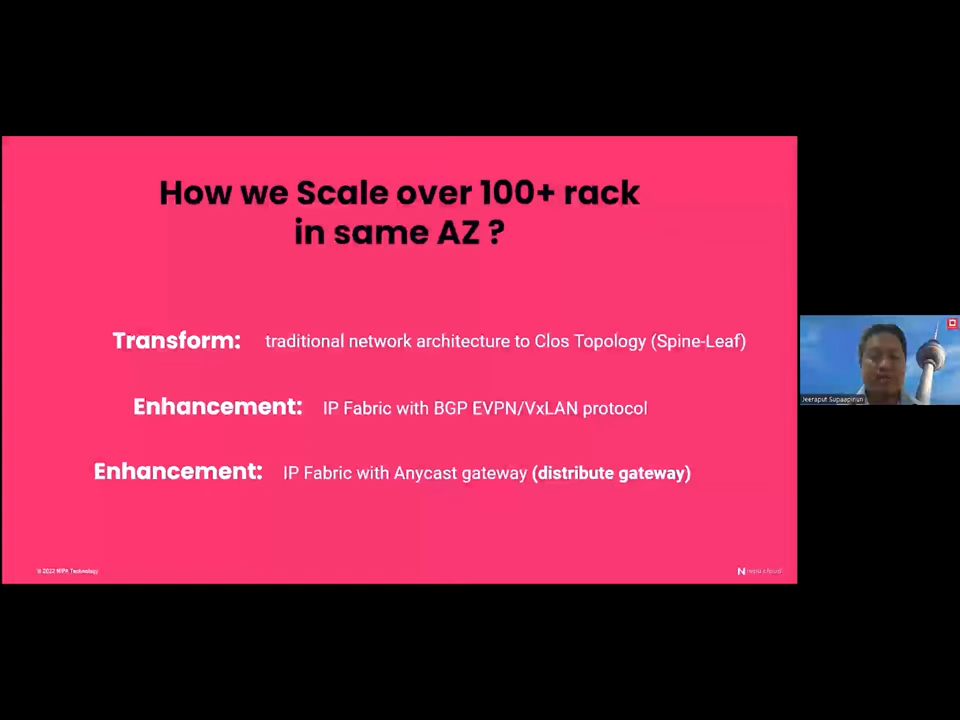 How we Scale over 100+ rack
in same AZ ?
Transform: traditional network architecture to Clos Topology (Spine-Leaf)
Enhancement: IP Fabric with BGP EVPN/VxLAN protocol
Enhancement: IP Fabric with Anycast gateway (distribute gateway)
Jeeraput Supaapirun
© 2022 NIPA Technology
N nipa cloud